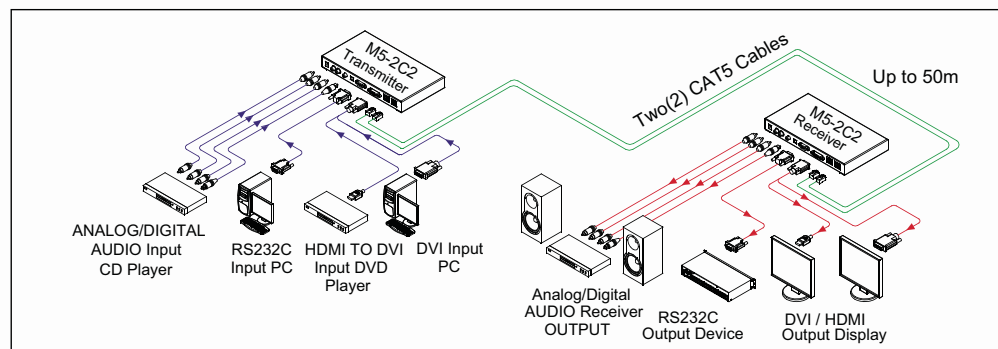 M5-2C2
Transmitter
Two(2) CAT5 Cables
Up to 50m
M5-2C2
Receiver
ANALOG/DIGITAL
AUDIO Input
CD Player
RS232C
Input PC
HDMI TO DVI
Input DVD
Player
DVI Input
PC
Analog/Digital
AUDIO Receiver
OUTPUT
RS232C
Output Device
DVI / HDMI
Output Display